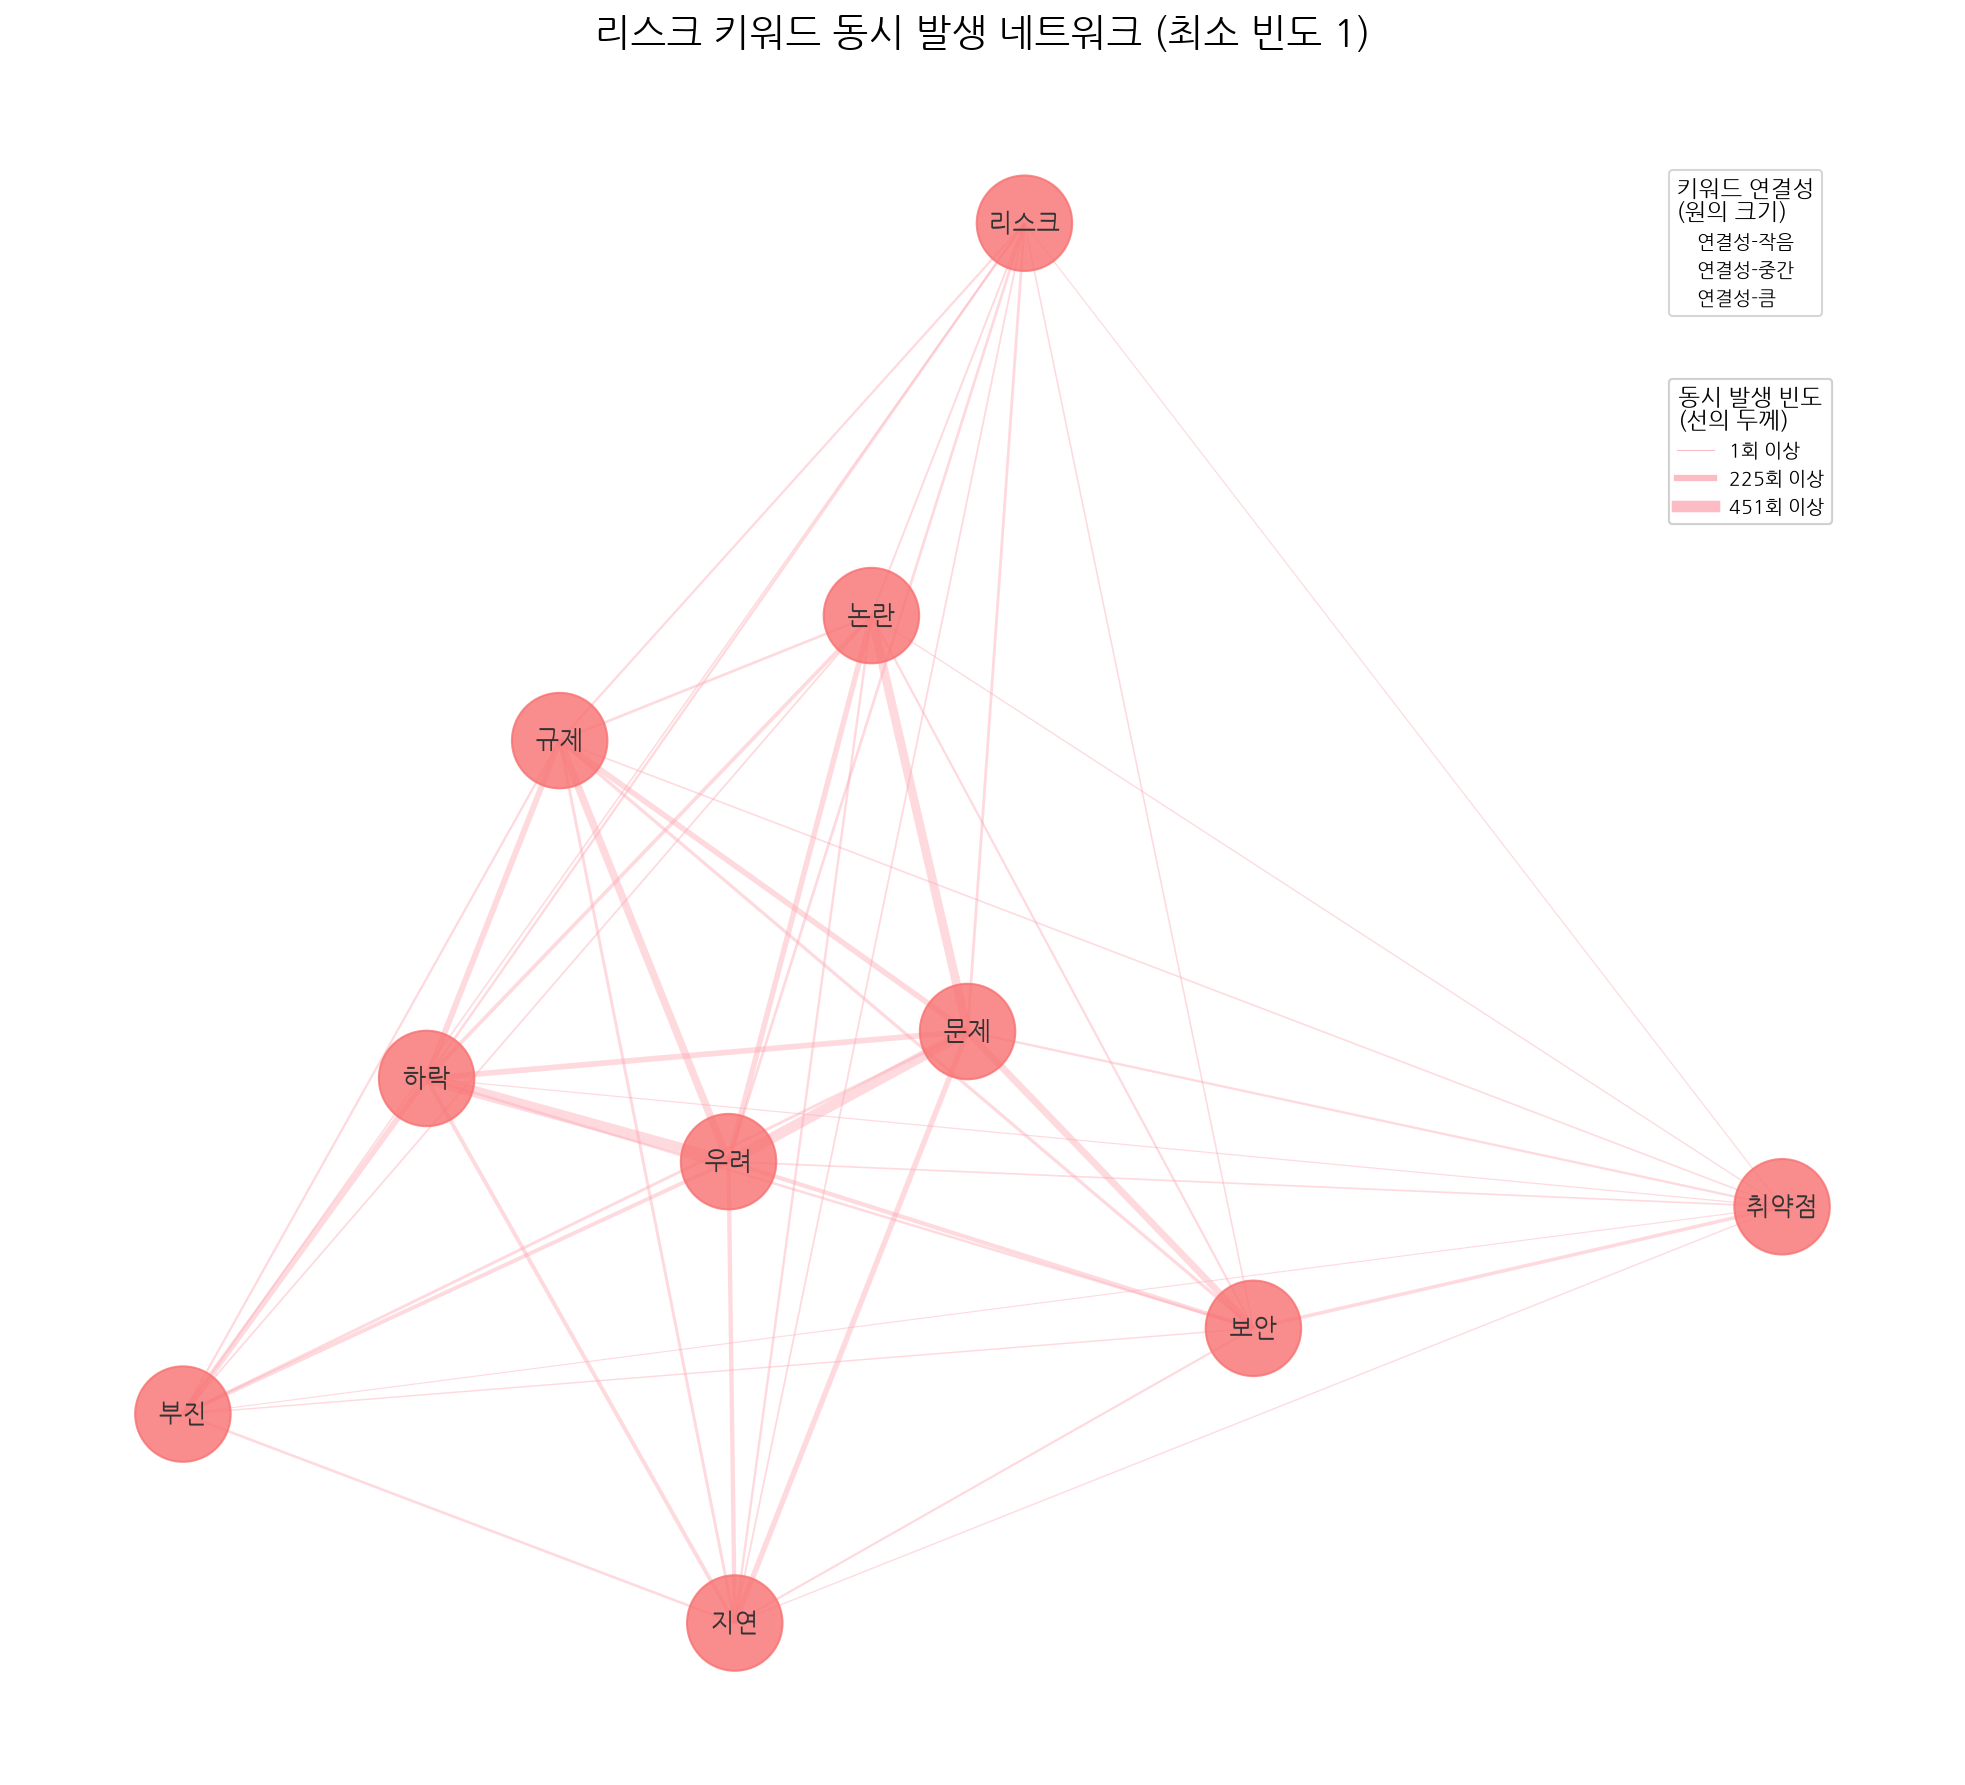 리스크 키워드 동시 발생 네트워크 (최소 빈도 1)
리스크
키워드 연결성
(원의 크기)
연결성-작음
연결성-중간
연결성-큼
동시 발생 빈도
(선의 두께)
1회 이상
225회 이상
451회 이상
논란
규제
문제
하락
우려
취약점
보안
부진
지연